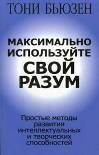 ТОНИ БЬЮЗЕН
МАКСИМАЛЬНО
ИСПОЛЬЗУЙТЕ
СВОЙ
РАЗУМ
Простые методы
развития
интеллектуальных
и творческих
способностей